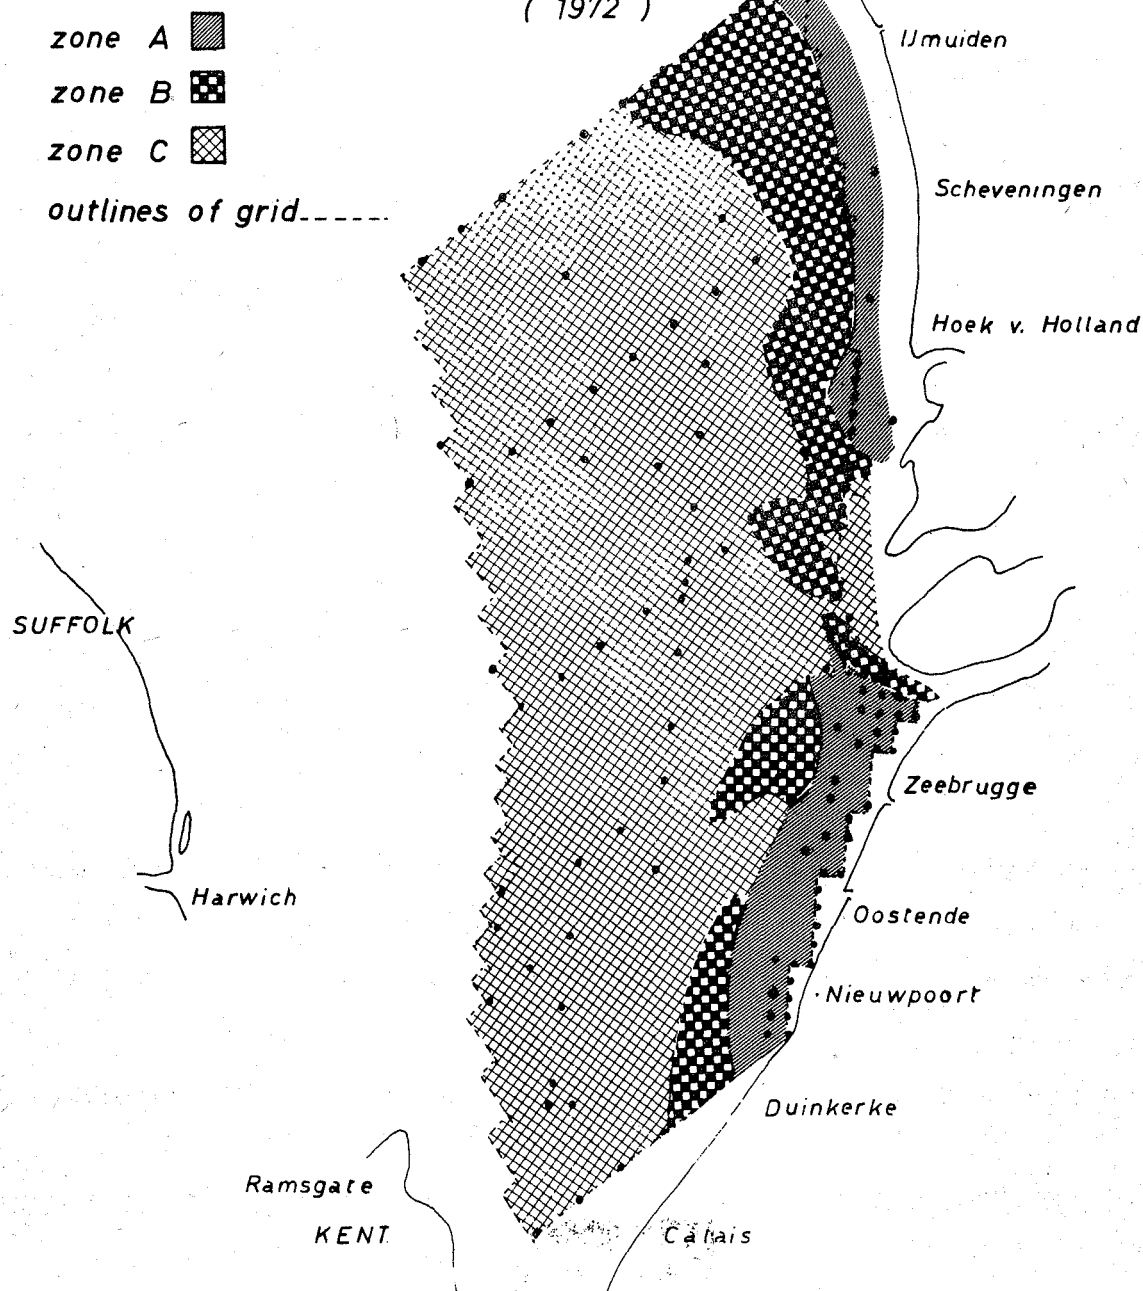 ( 1972 )
zone A
zone B
zone C
outlines of grid
IJmuiden
Scheveningen
Hoek v. Holland
SUFFOLK
Zeebrugge
Harwich
Oostende
Nieuwpoort
Duinkerke
Ramsgate
KENT
Calais